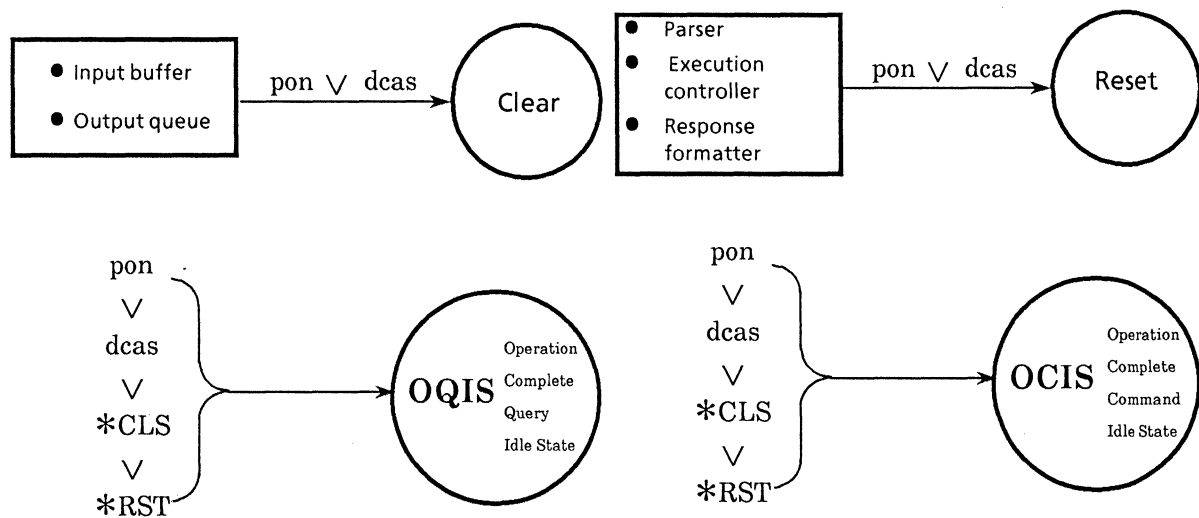 ● Input buffer
● Output queue
pon ∨ dcas
Clear
● Parser
● Execution
controller
● Response
formatter
pon ∨ dcas
Reset
pon
∨
dcas
∨
*CLS
∨
*RST
OQIS
Operation
Complete
Query
Idle State
pon
∨
dcas
∨
*CLS
∨
*RST
OCIS
Operation
Complete
Command
Idle State